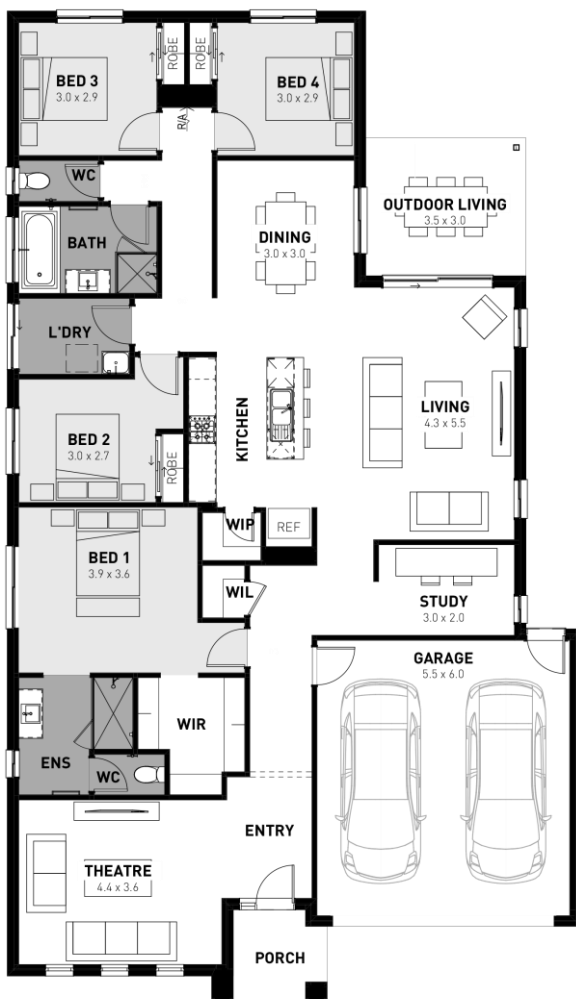 BED 3
3.0 x 2.9
ROBE
ROBE
BED 4
3.0 x 2.9
R/A
WC
OUTDOOR LIVING
3.5 x 3.0
BATH
DINING
3.0 x 3.0
L'DRY
KITCHEN
LIVING
4.3 x 5.5
BED 2
3.0 x 2.7
ROBE
WIP
REF
BED 1
3.9 x 3.6
WIL
STUDY
3.0 x 2.0
GARAGE
5.5 x 6.0
WIR
ENS
WC
ENTRY
THEATRE
4.4 x 3.6
PORCH